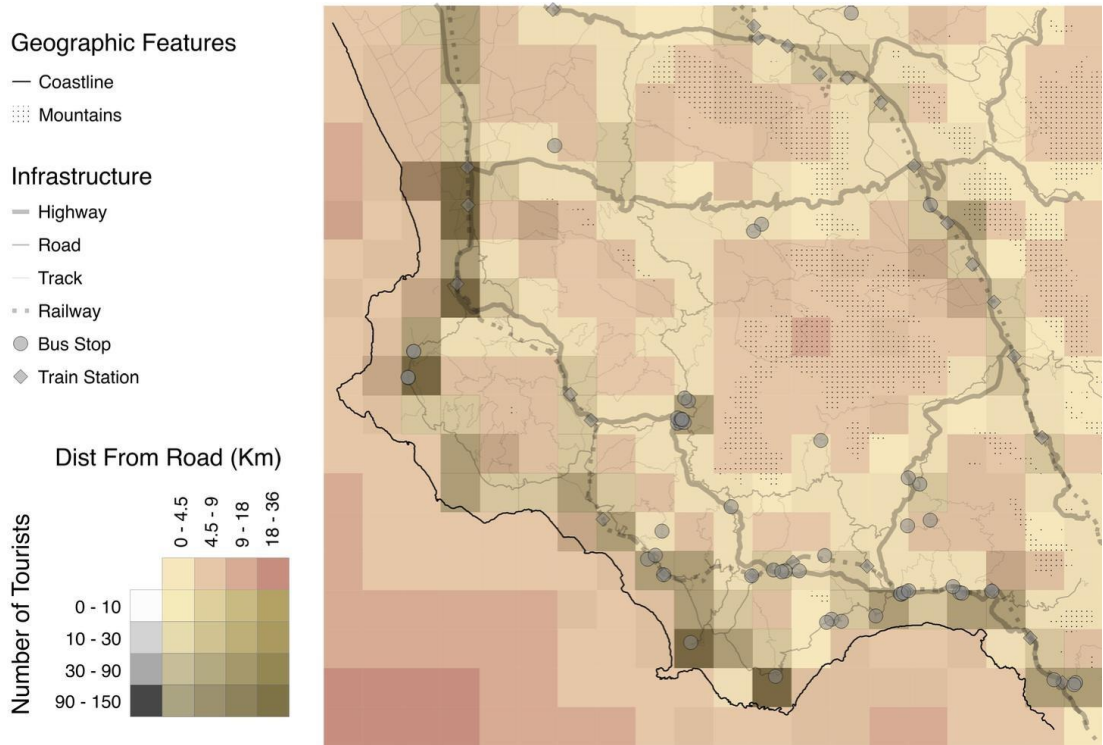 Geographic Features
Coastline
Mountains
Infrastructure
Highway
Road
Track
Railway
Bus Stop
Train Station
Dist From Road (Km)
0 - 4.5
4.5 - 9
9 - 18
18 - 36
Number of Tourists
0 - 10
10 - 30
30 - 90
90 - 150